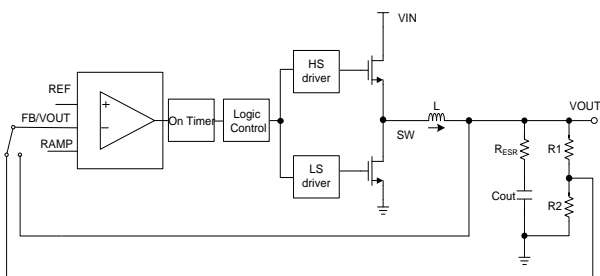 VIN
HS
driver
REF
FB/VOUT
RAMP
+
−
On Timer
Logic
Control
L
VOUT
SW
LS
driver
RESR
R1
Cout
R2